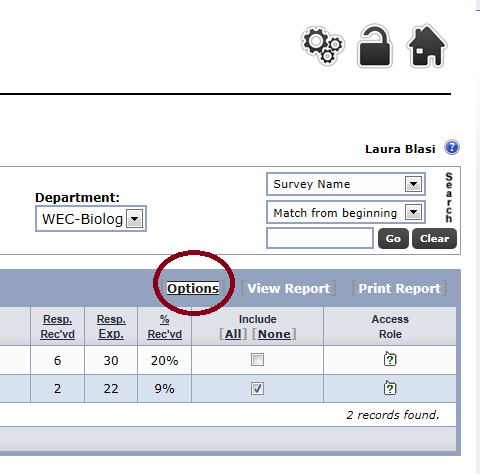 Laura Blasi ?
Department:
WEC-Biolog
Survey Name
Match from beginning
Go Clear
Search
[Options] [View Report] [Print Report]
Resp. Rec'vd Resp. Exp. % Rec'vd Include [All] [None] Access Role
6 30 20% ?
2 22 9% ?
2 records found.